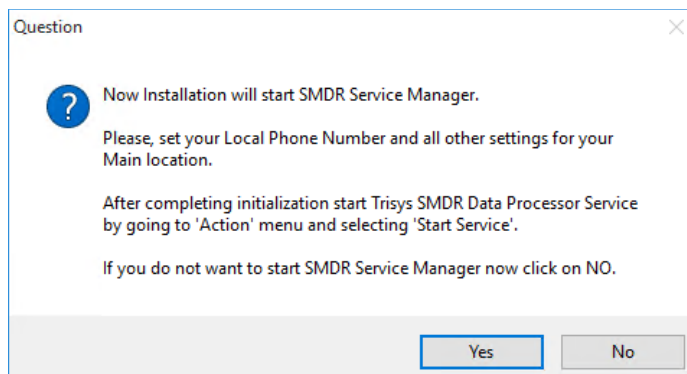 Question
Now Installation will start SMDR Service Manager.
Please, set your Local Phone Number and all other settings for your
Main location.
After completing initialization start Trisys SMDR Data Processor Service
by going to 'Action' menu and selecting 'Start Service'.
If you do not want to start SMDR Service Manager now click on NO.
Yes No